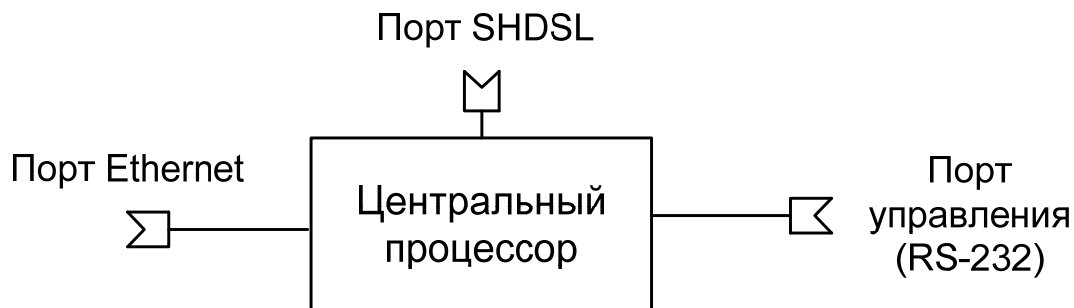 Порт SHDSL
Порт Ethernet
Центральный
процессор
Порт
управления
(RS-232)